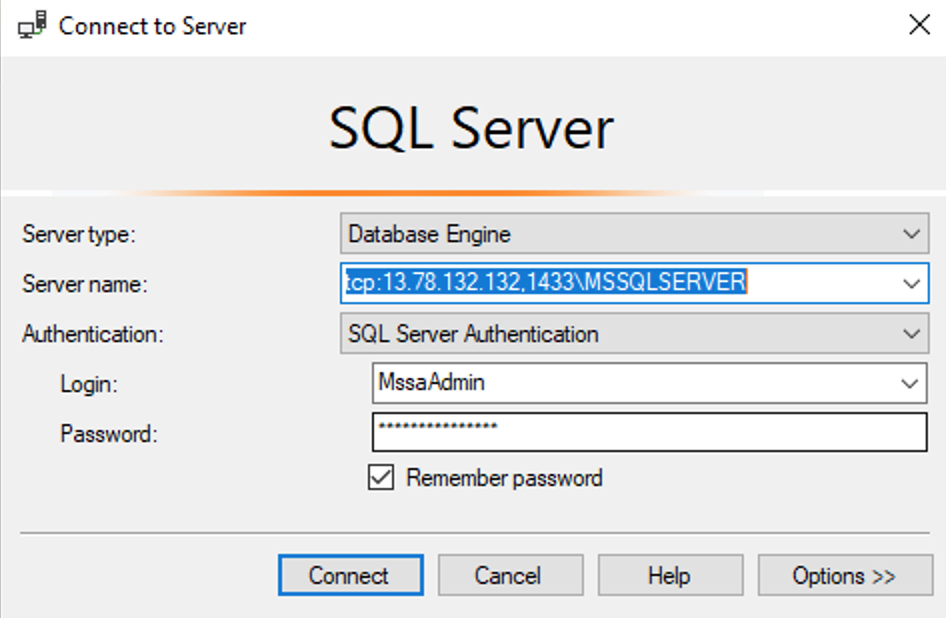 Connect to Server
SQL Server
Server type: Database Engine
Server name: tcp:13.78.132.132,1433\MSSQLSERVER
Authentication: SQL Server Authentication
Login: MssaAdmin
Password: ***************
Remember password
Connect Cancel Help Options >>